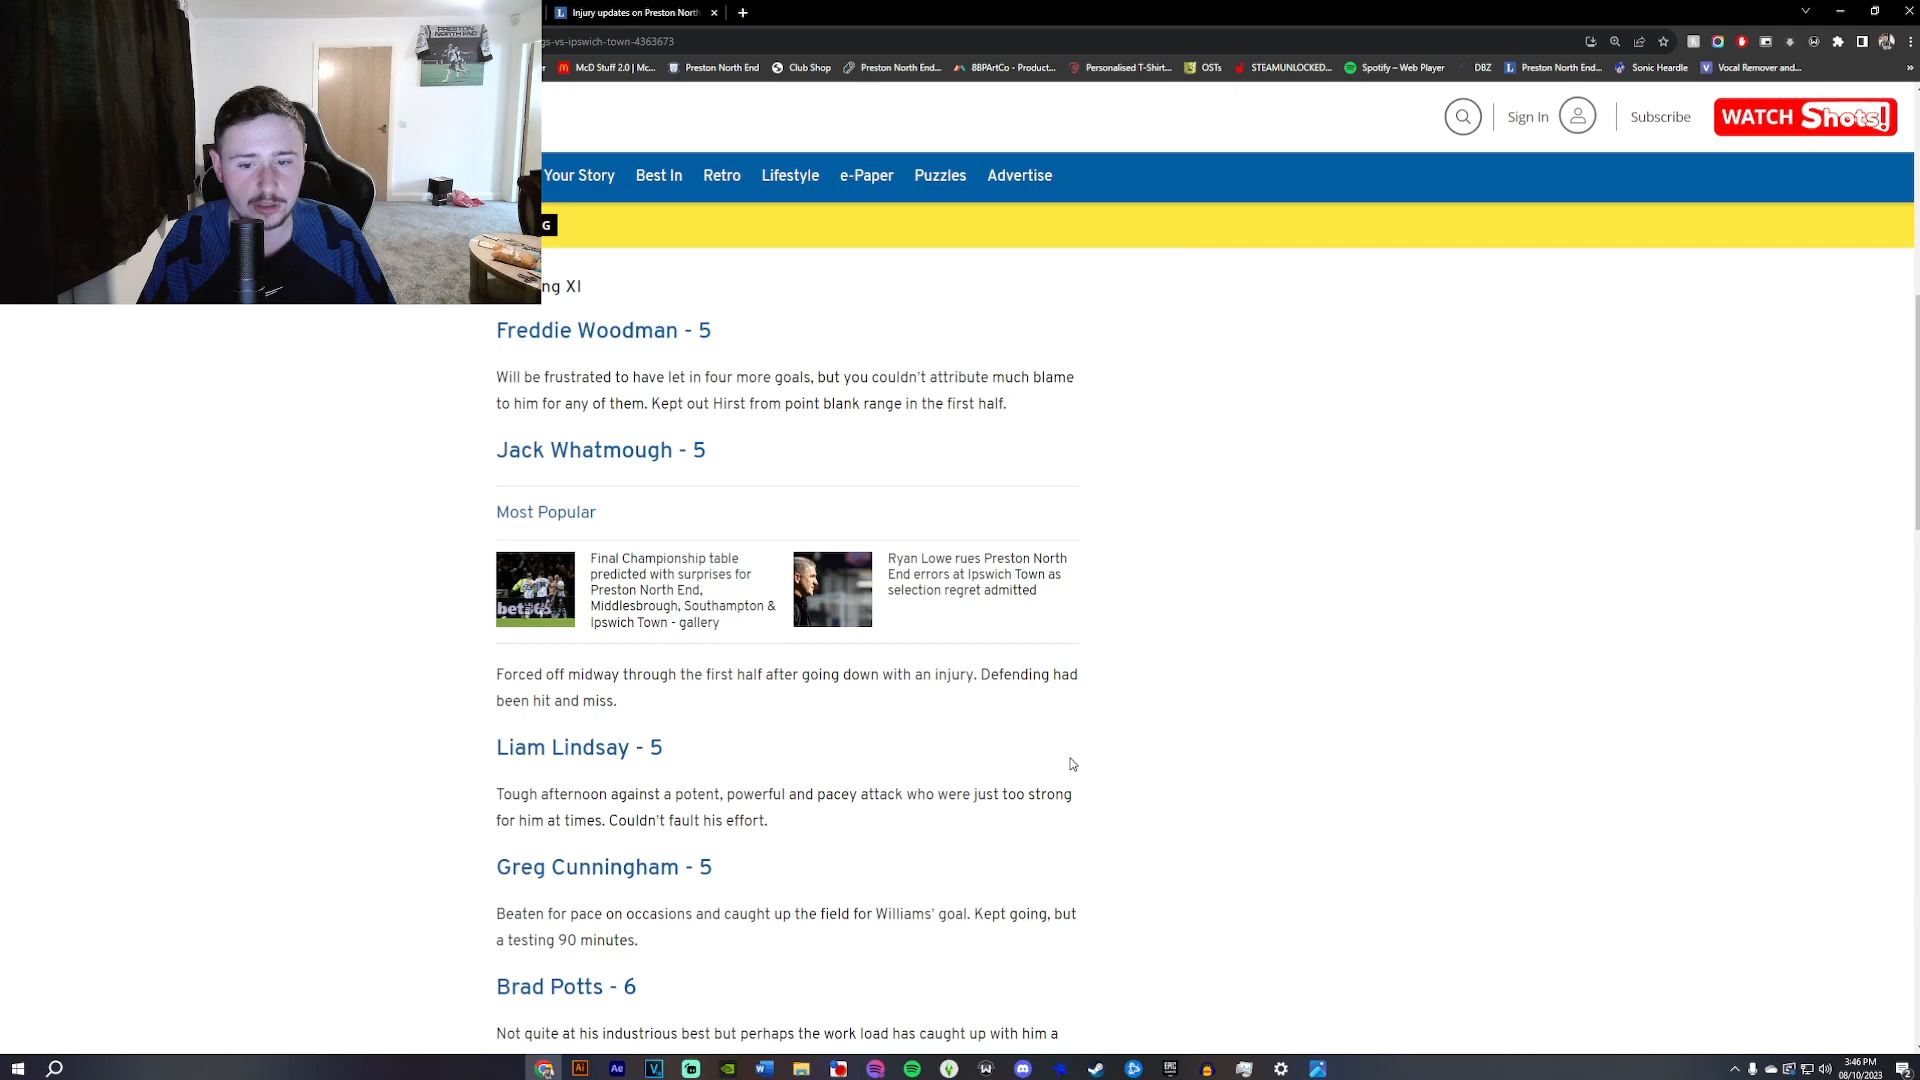 Injury updates on Preston North
gs-vs-ipswich-town-4363673
McD Stuff 2.0 | Mc...
Preston North End
Club Shop
Preston North End...
8BPArtCo - Product...
Personalised T-Shirt...
OSTs
STEAMUNLOCKED...
Spotify – Web Player
DBZ
Preston North End...
Sonic Heardle
Vocal Remover and...
PRESTON
NORTH END
Sign In
Subscribe
WATCH Shots!
Your Story
Best In
Retro
Lifestyle
e-Paper
Puzzles
Advertise
G
ng XI
Freddie Woodman - 5
Will be frustrated to have let in four more goals, but you couldn't attribute much blame
to him for any of them. Kept out Hirst from point blank range in the first half.
Jack Whatmough - 5
Most Popular
Final Championship table
predicted with surprises for
Preston North End,
Middlesbrough, Southampton &
Ipswich Town - gallery
Ryan Lowe rues Preston North
End errors at Ipswich Town as
selection regret admitted
Forced off midway through the first half after going down with an injury. Defending had
been hit and miss.
Liam Lindsay - 5
Tough afternoon against a potent, powerful and pacey attack who were just too strong
for him at times. Couldn't fault his effort.
Greg Cunningham - 5
Beaten for pace on occasions and caught up the field for Williams' goal. Kept going, but
a testing 90 minutes.
Brad Potts - 6
Not quite at his industrious best but perhaps the work load has caught up with him a
3:46 PM
08/10/2023